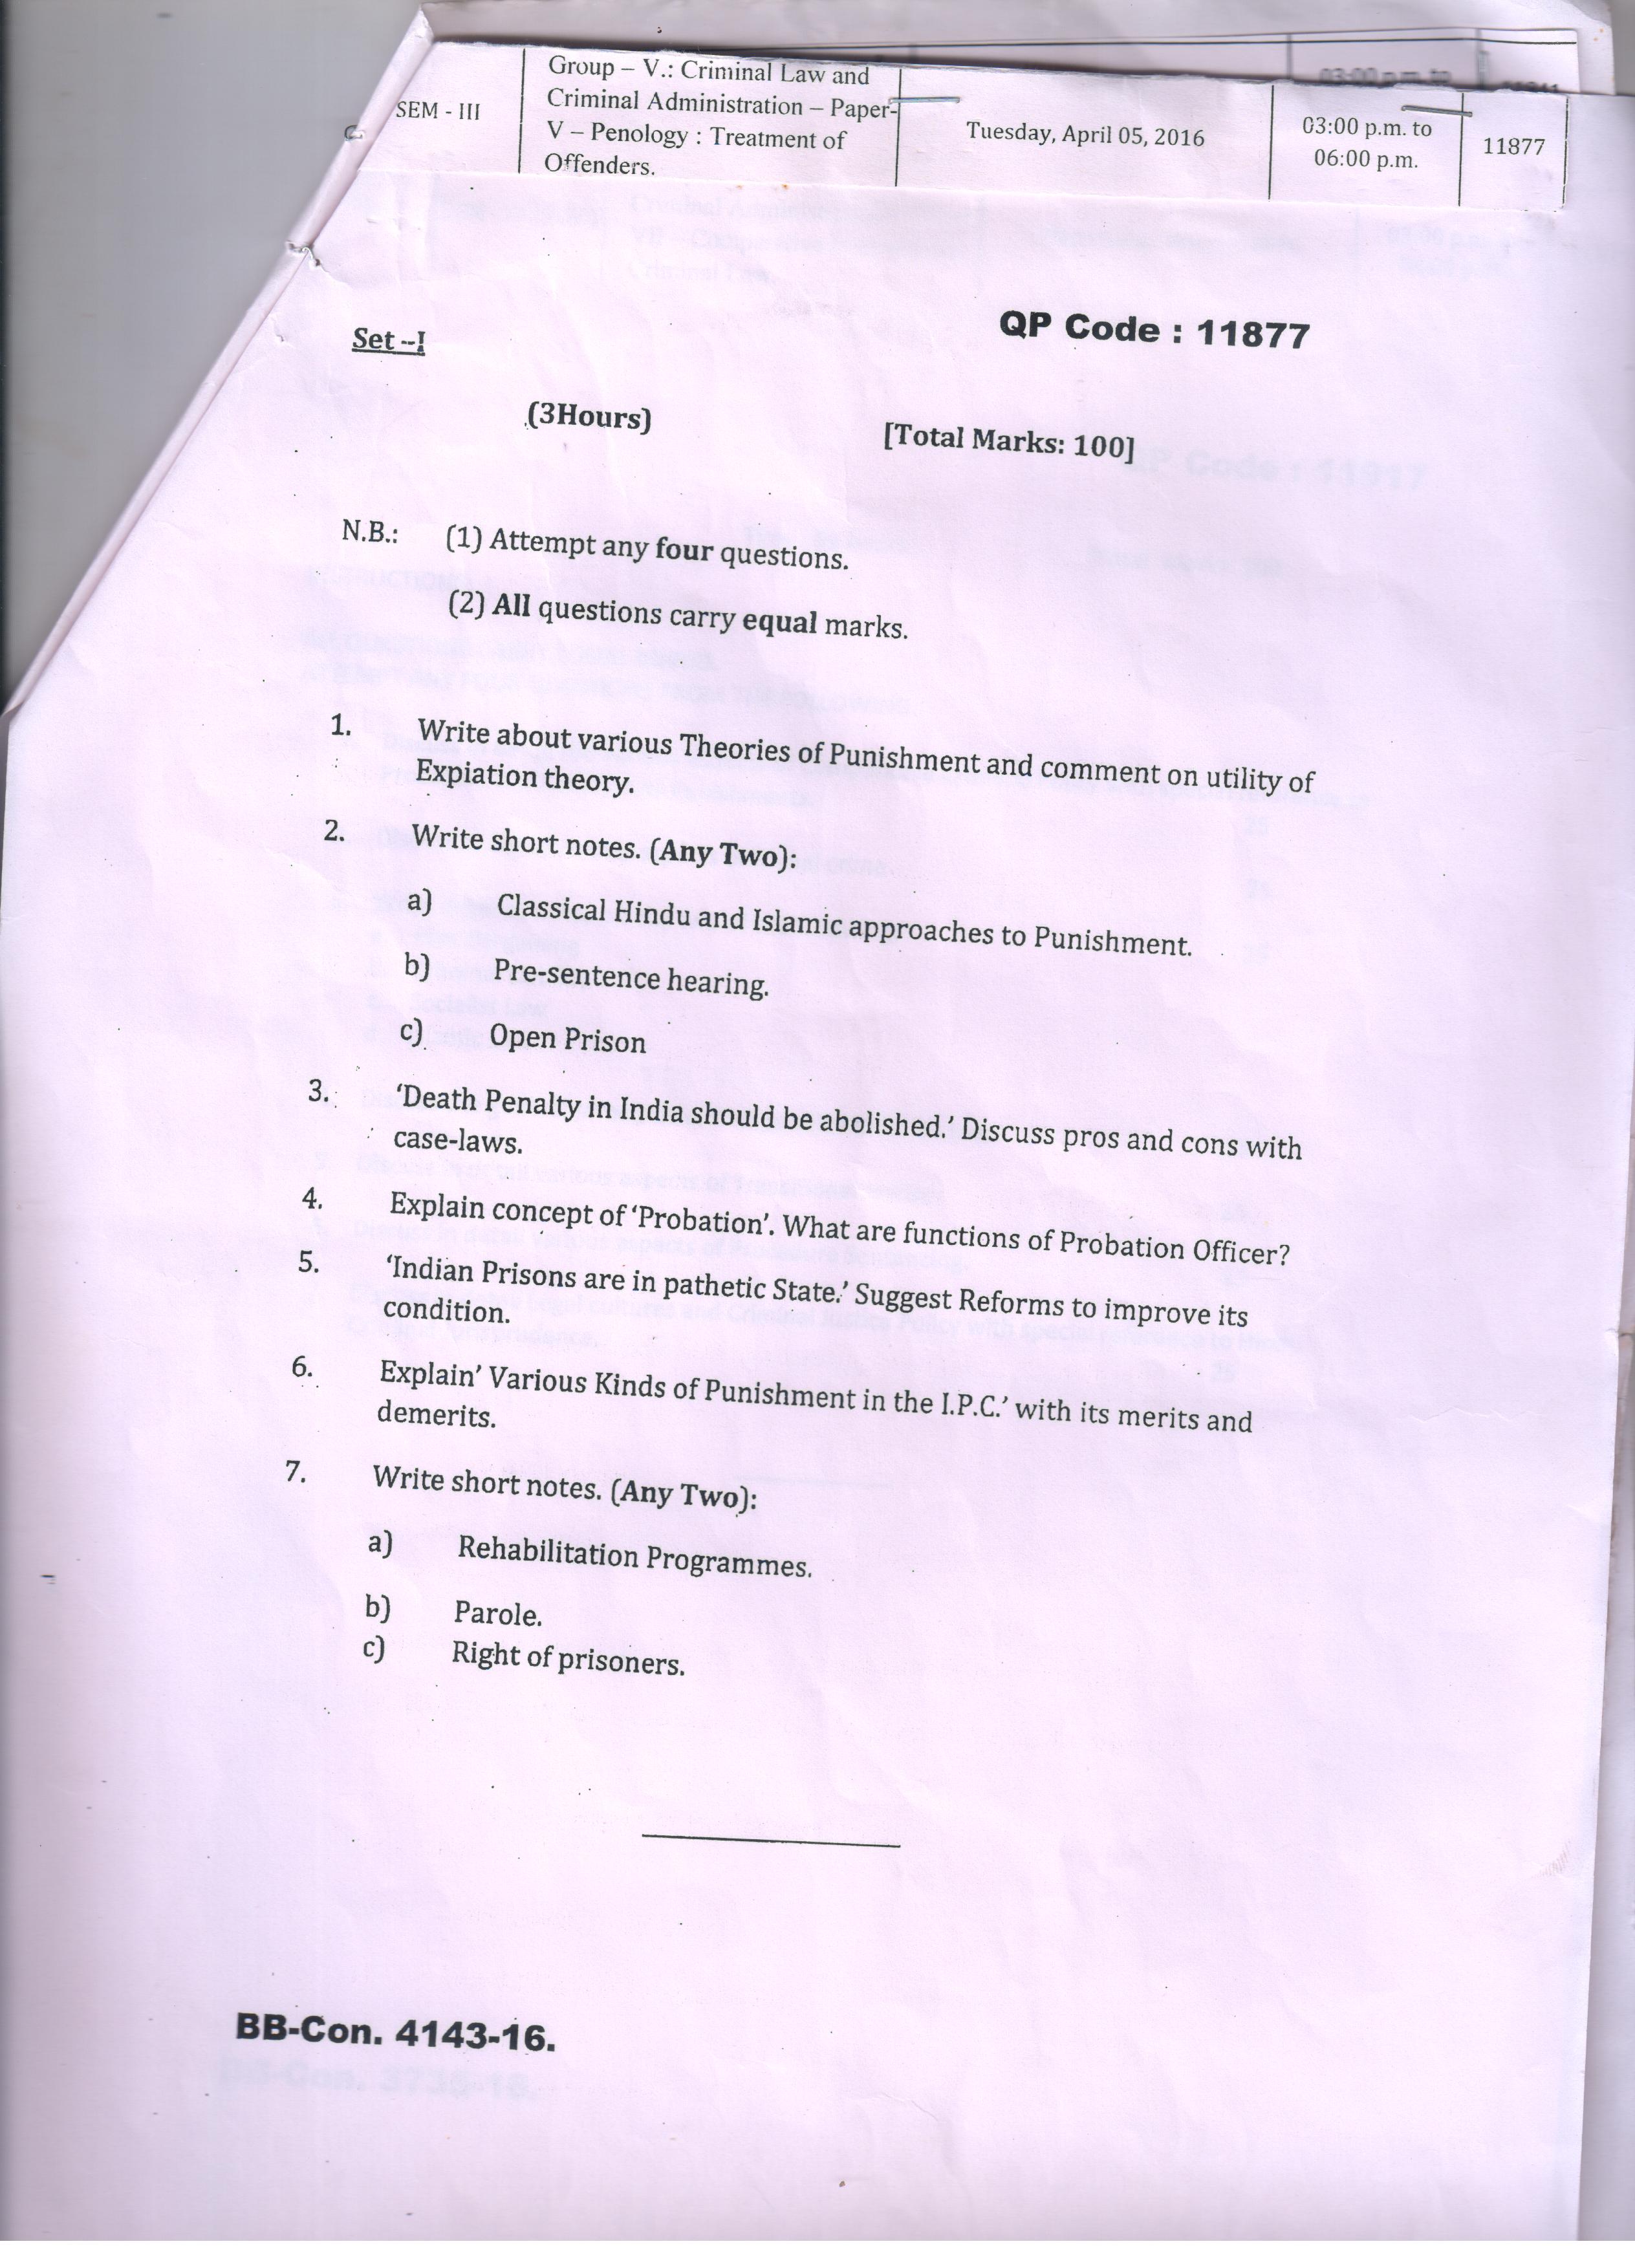 SEM - III
Group – V.: Criminal Law and
Criminal Administration – Paper-
V – Penology : Treatment of
Offenders.
Tuesday, April 05, 2016
03:00 p.m. to
06:00 p.m.
11877
QP Code : 11877
Set –I
(3Hours)
[Total Marks: 100]
N.B.: (1) Attempt any four questions.
(2) All questions carry equal marks.
1. Write about various Theories of Punishment and comment on utility of
Expiation theory.
2. Write short notes. (Any Two):
a) Classical Hindu and Islamic approaches to Punishment.
b) Pre-sentence hearing.
c) Open Prison
3. ‘Death Penalty in India should be abolished.’ Discuss pros and cons with
case-laws.
4. Explain concept of ‘Probation’. What are functions of Probation Officer?
5. ‘Indian Prisons are in pathetic State.’ Suggest Reforms to improve its
condition.
6. Explain’ Various Kinds of Punishment in the I.P.C.’ with its merits and
demerits.
7. Write short notes. (Any Two):
a) Rehabilitation Programmes.
b) Parole.
c) Right of prisoners.
BB-Con. 4143-16.